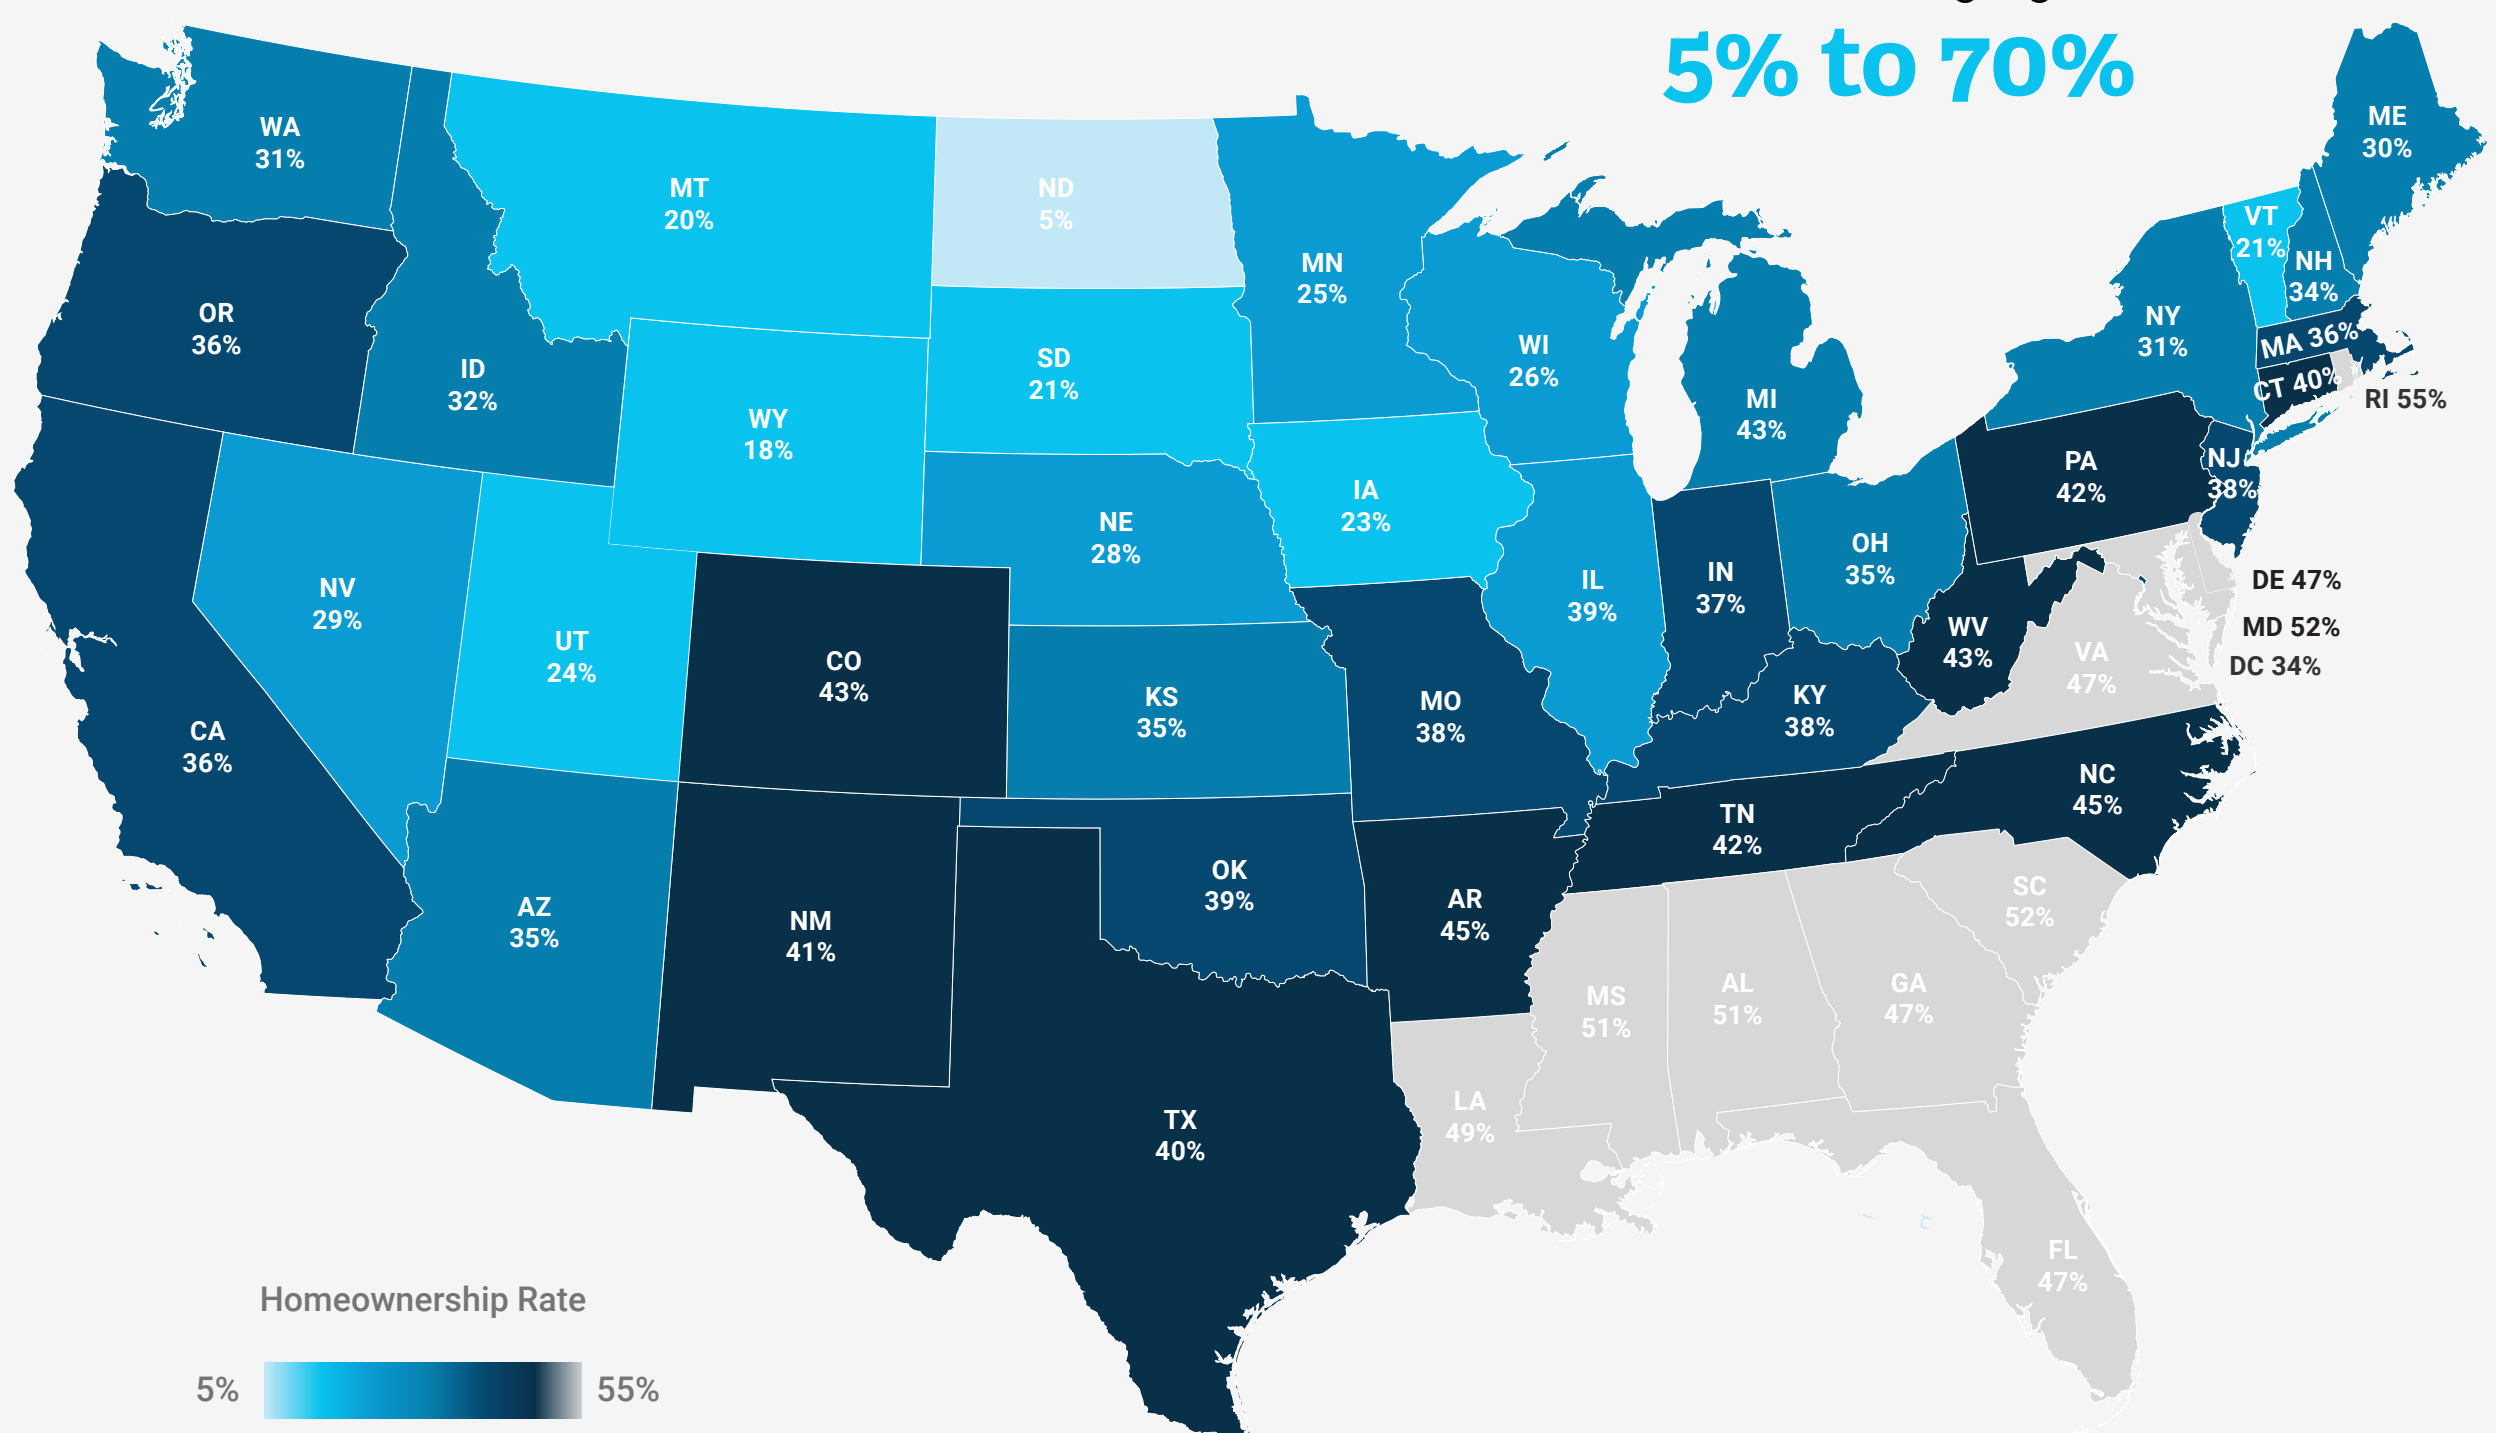 5% to 70%
WA
31%
MT
20%
ND
5%
MN
25%
ME
30%
VT
21%
NH
34%
OR
36%
ID
32%
WY
18%
SD
21%
WI
26%
MI
43%
NY
31%
MA 36%
CT 40%
RI 55%
NE
28%
IA
23%
IL
39%
IN
37%
OH
35%
PA
42%
NJ
38%
DE 47%
MD 52%
DC 34%
NV
29%
UT
24%
CO
43%
KS
35%
MO
38%
KY
38%
WV
43%
VA
47%
CA
36%
AZ
35%
NM
41%
OK
39%
AR
45%
TN
42%
NC
45%
SC
52%
MS
51%
AL
51%
GA
47%
TX
40%
LA
49%
FL
47%
Homeownership Rate
5%
55%